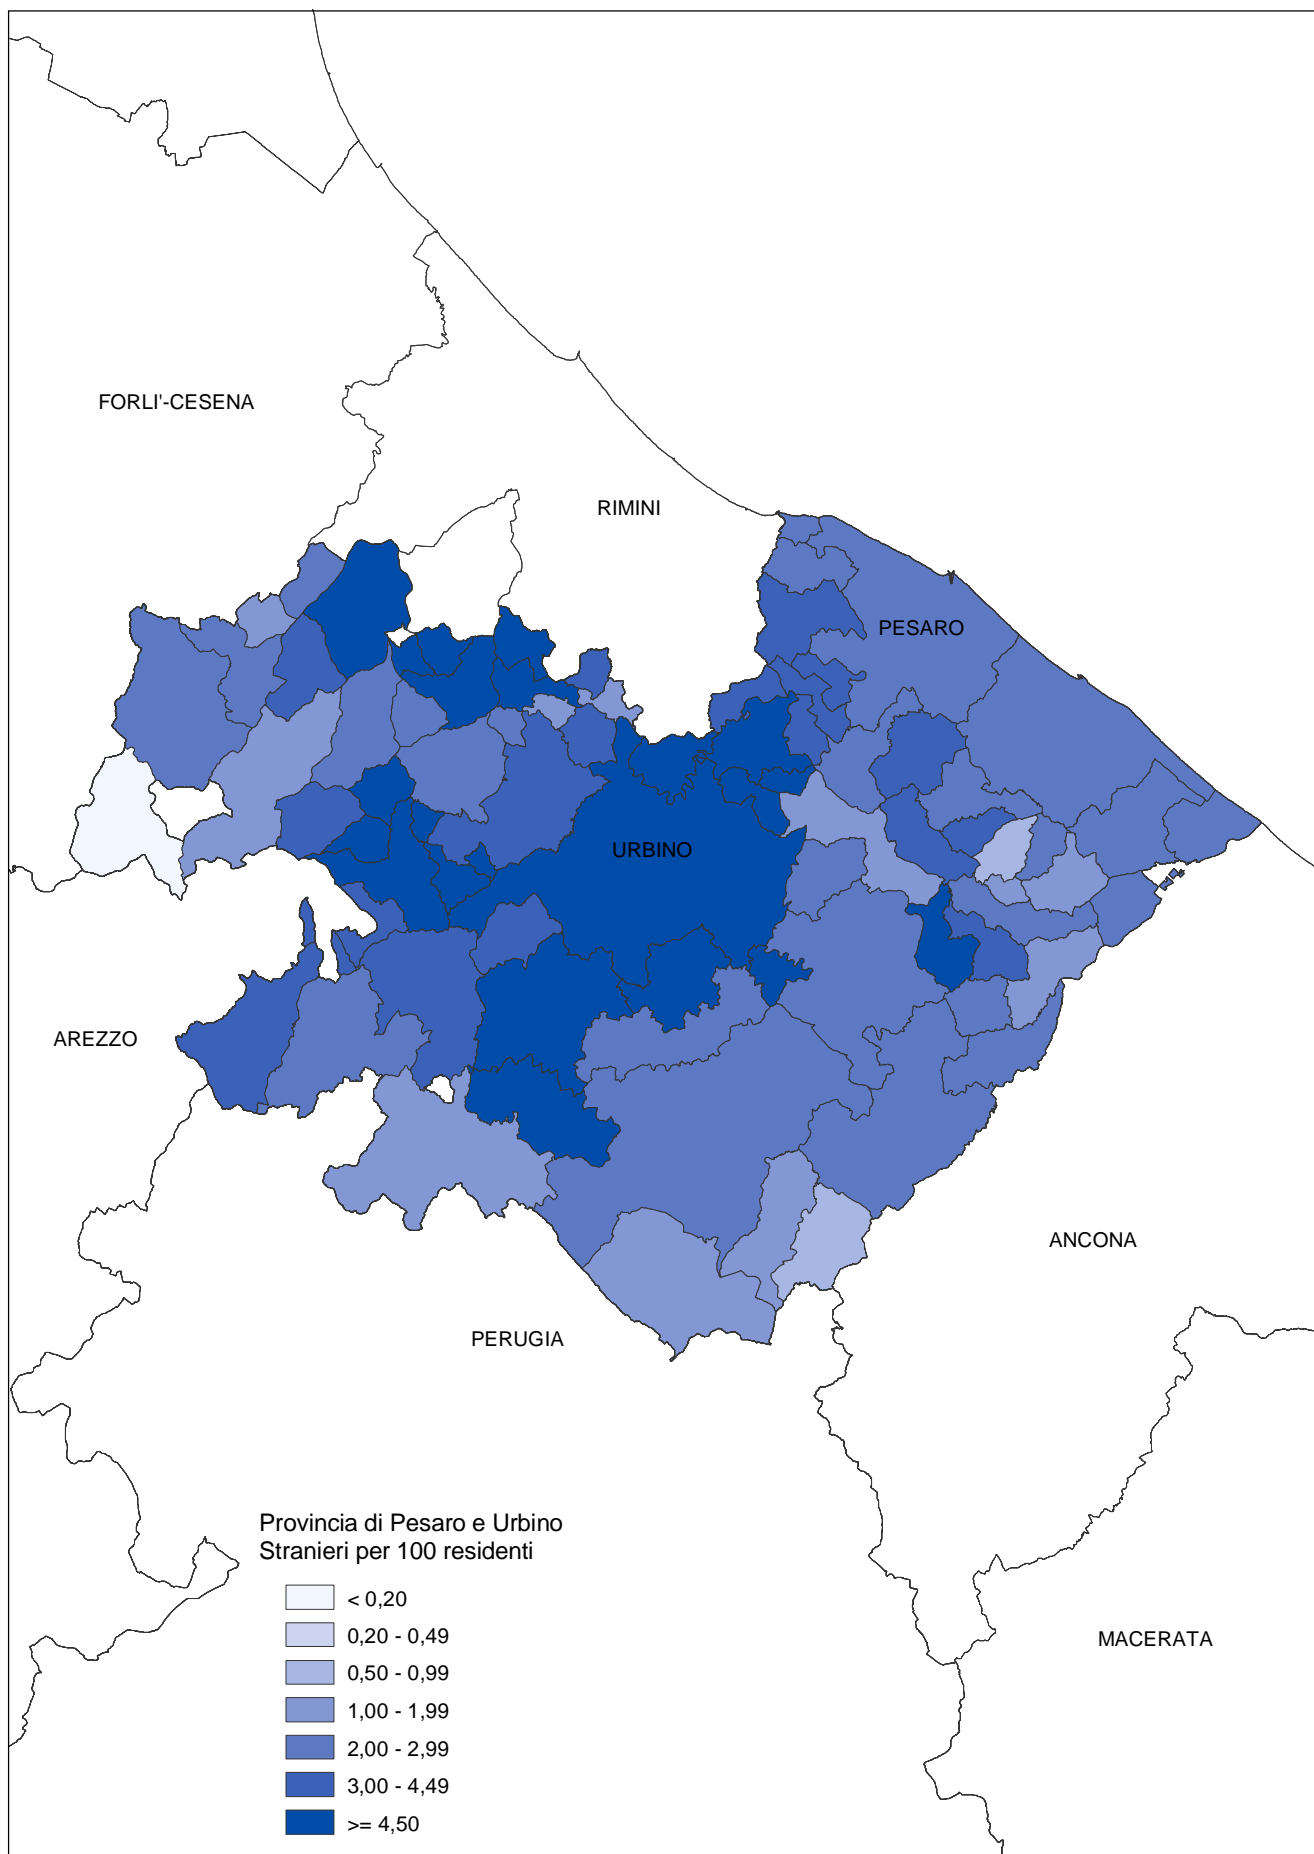 FORLI'-CESENA
RIMINI
PESARO
URBINO
AREZZO
ANCONA
PERUGIA
MACERATA
Provincia di Pesaro e Urbino
Stranieri per 100 residenti
< 0,20
0,20 - 0,49
0,50 - 0,99
1,00 - 1,99
2,00 - 2,99
3,00 - 4,49
>= 4,50